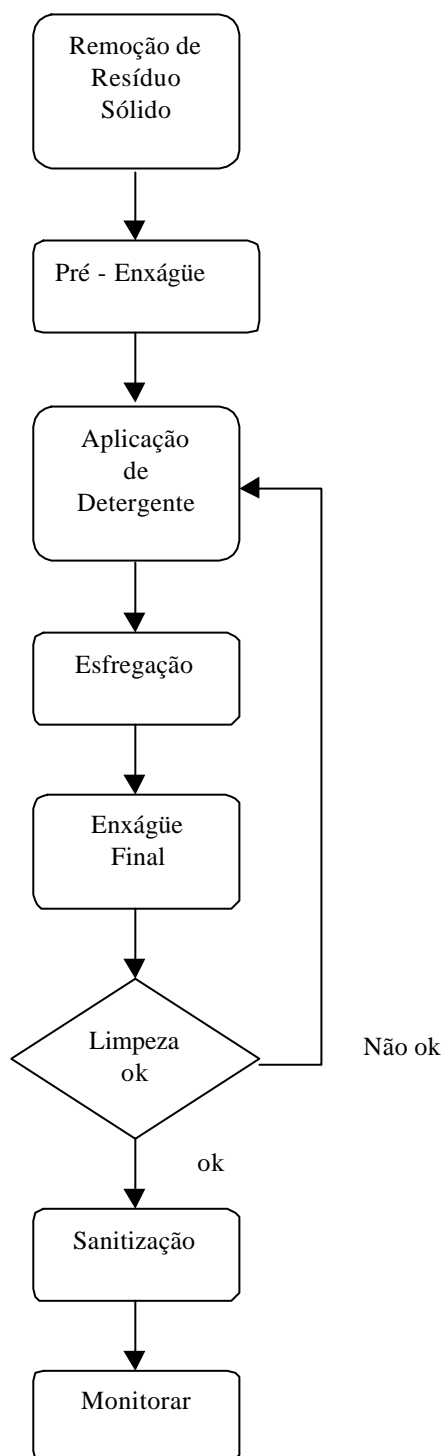 Remoção de
Resíduo
Sólido
Pré - Enxágüe
Aplicação
de
Detergente
Esfregação
Enxágüe
Final
Limpeza
ok
Não ok
ok
Sanitização
Monitorar